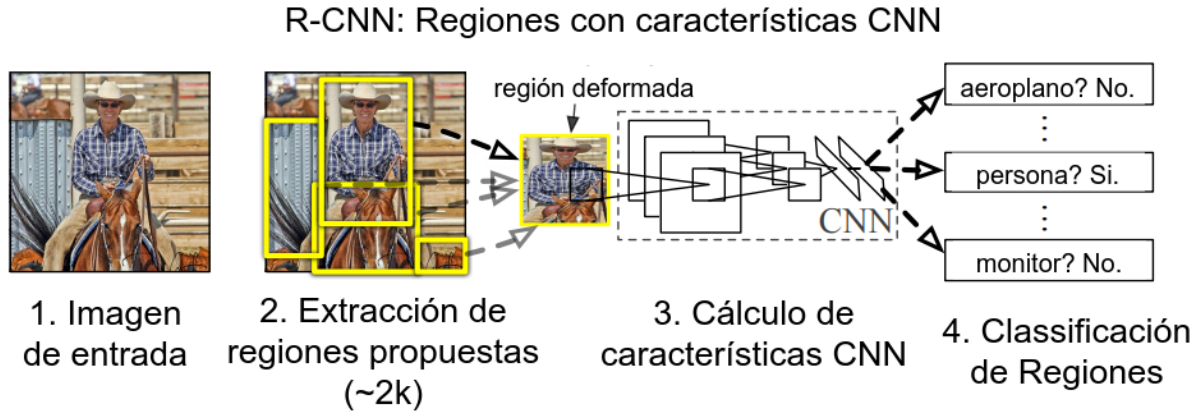 R-CNN: Regiones con características CNN
región deformada
aeroplano? No.
persona? Si.
CNN
monitor? No.
1. Imagen
de entrada
2. Extracción de
regiones propuestas
(~2k)
3. Cálculo de
características CNN
4. Classificación
de Regiones